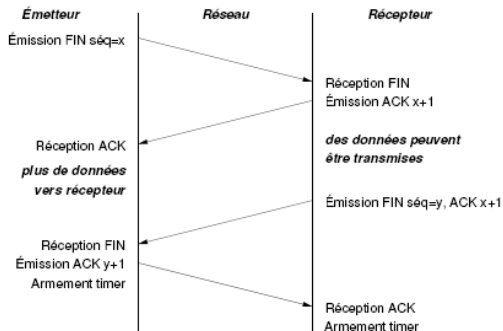 Émetteur
Réseau
Récepteur
Émission FIN séq=x
Réception FIN
Émission ACK x+1
Réception ACK
plus de données
vers récepteur
des données peuvent
être transmises
Émission FIN séq=y, ACK x+1
Réception FIN
Émission ACK y+1
Armement timer
Réception ACK
Armement timer